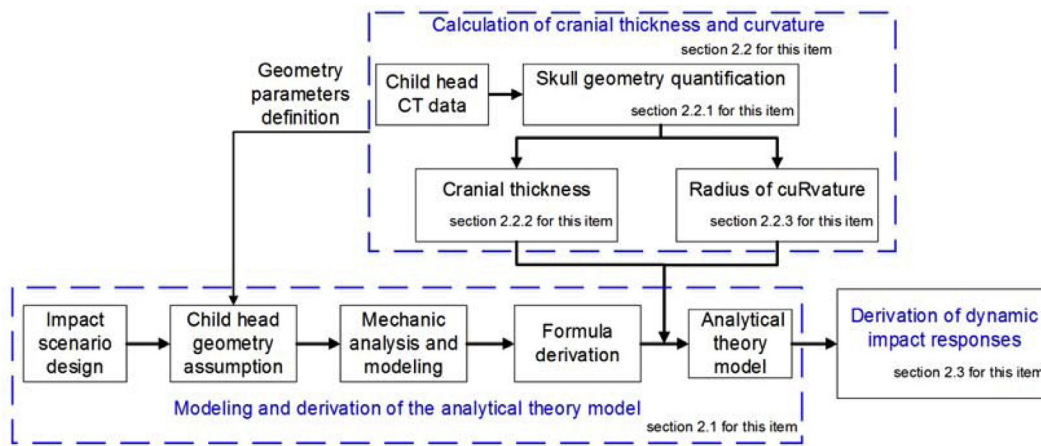 Calculation of cranial thickness and curvature
section 2.2 for this item
Geometry
parameters
definition
Child head
CT data
Skull geometry quantification
section 2.2.1 for this item
Cranial thickness
section 2.2.2 for this item
Radius of cuRvature
section 2.2.3 for this item
Impact
scenario
design
Child head
geometry
assumption
Mechanic
analysis and
modeling
Formula
derivation
Analytical
theory
model
Derivation of dynamic
impact responses
section 2.3 for this item
Modeling and derivation of the analytical theory model
section 2.1 for this item